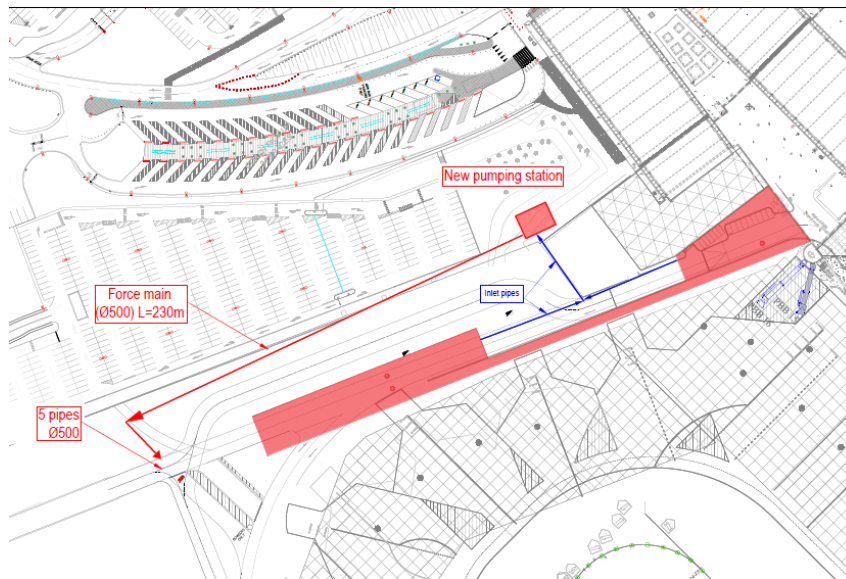 New pumping station
Inlet pipes
Force main
(Ø500) L=230m
5 pipes
Ø500